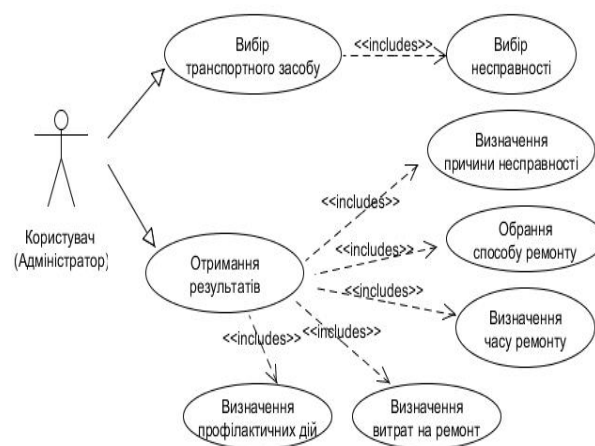 Вибір
транспортного засобу
<<includes>>
Вибір
несправності
Визначення
причини несправності
<<includes>>
Користувач
(Адміністратор)
Отримання
результатів
<<includes>>
Обрання
способу ремонту
<<includes>>
Визначення
часу ремонту
<<includes>>
<<includes>>
Визначення
профілактичних дій
Визначення
витрат на ремонт